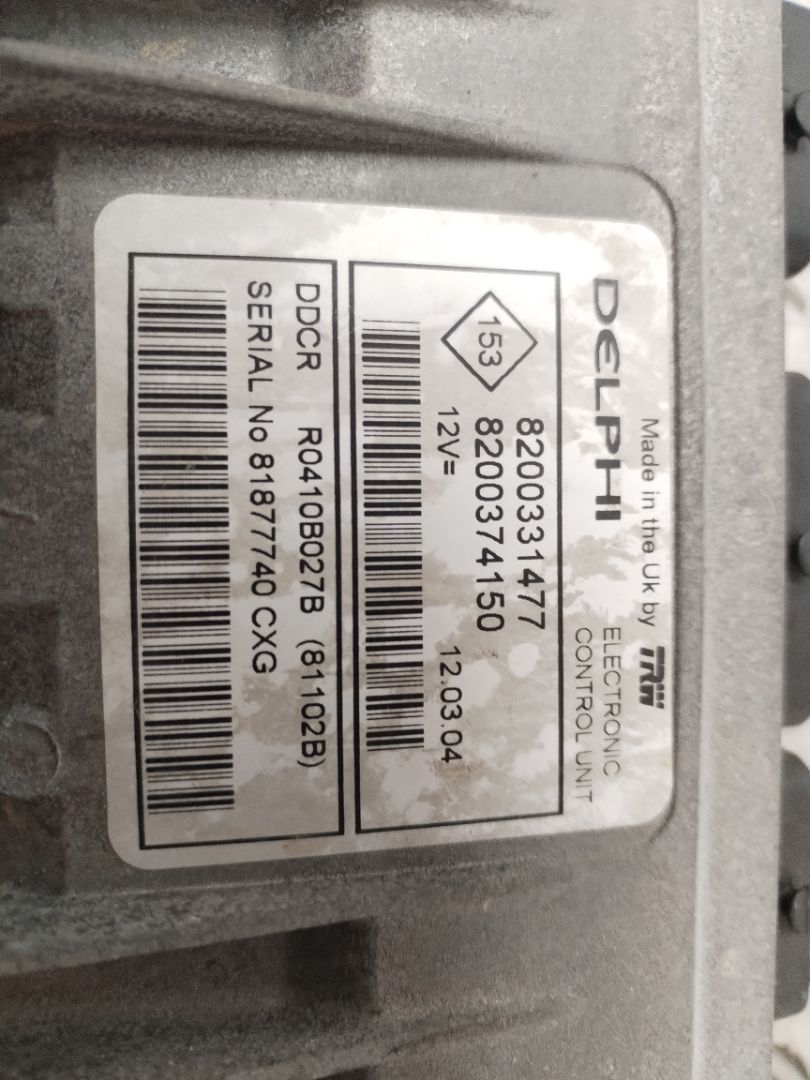 Made in the Uk by TRW
DELPHI
ELECTRONIC
CONTROL UNIT
8200331477
153 8200374150
12V= 12.03.04
DDCR R0410B027B (81102B)
SERIAL No 81877740 CXG